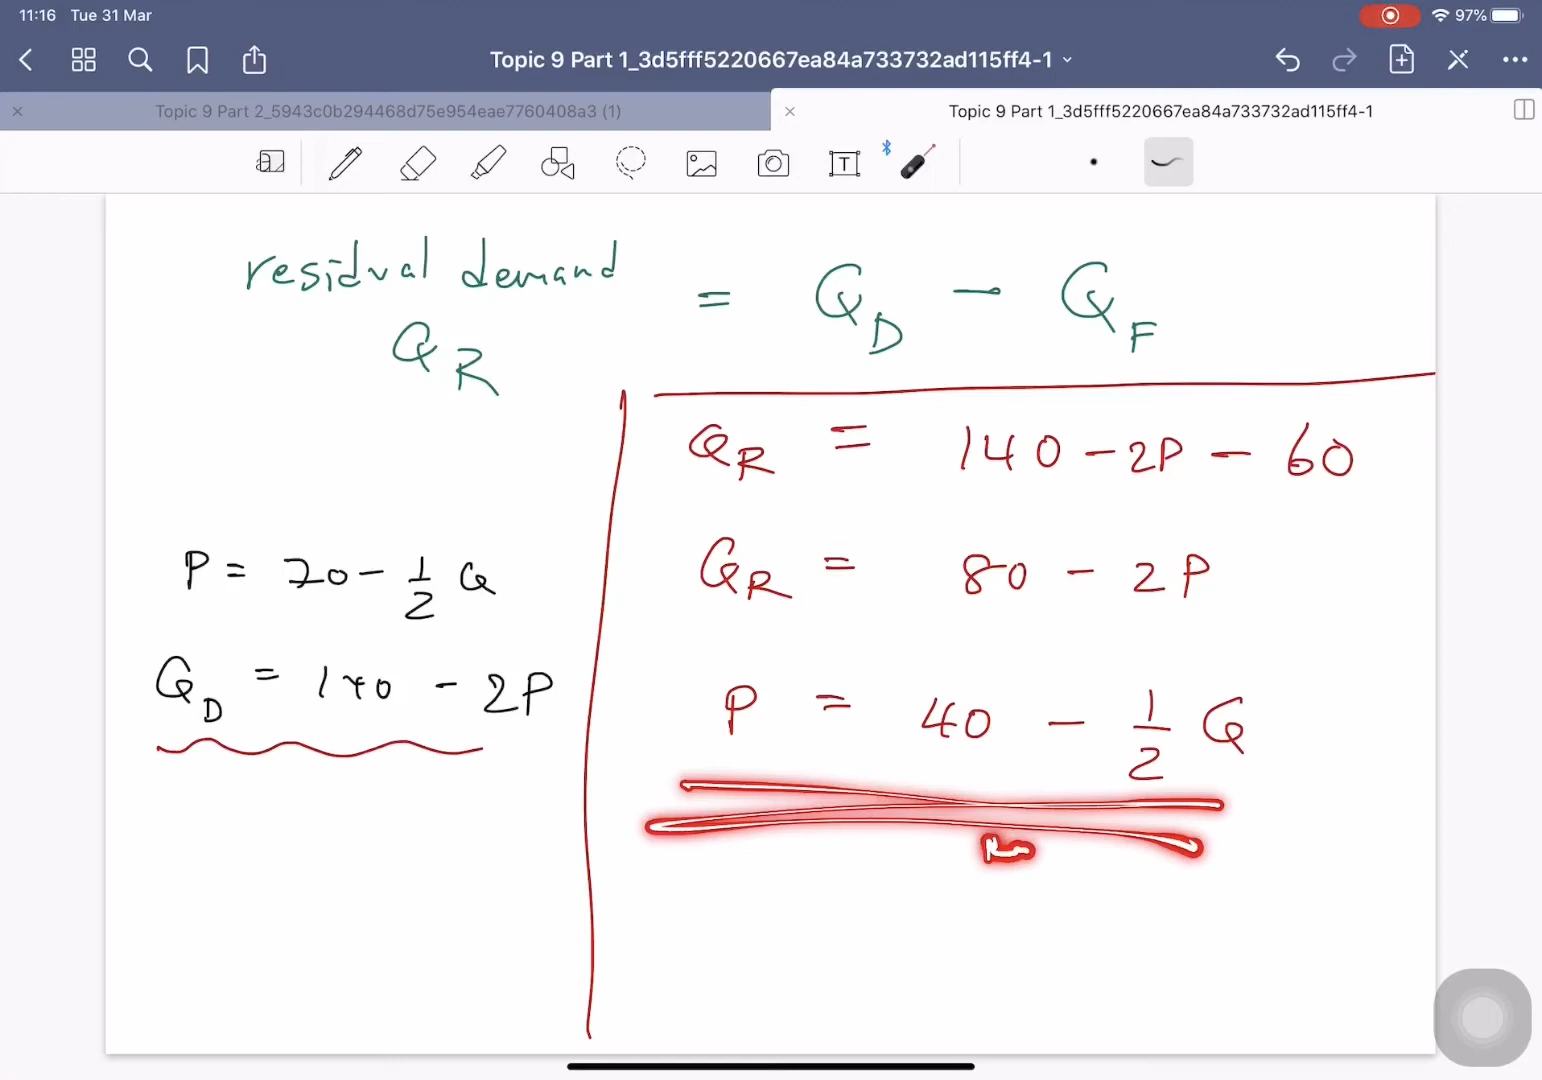 11:16 Tue 31 Mar 97%
Topic 9 Part 1_3d5fff5220667ea84a733732ad115ff4-1
Topic 9 Part 2_5943c0b294468d75e954eae7760408a3 (1)
Topic 9 Part 1_3d5fff5220667ea84a733732ad115ff4-1
T
residual demand
Q_R = Q_D - Q_F
Q_R = 140 - 2P - 60
Q_R = 80 - 2P
P = 70 - 1/2 Q
Q_D = 140 - 2P
P = 40 - 1/2 Q